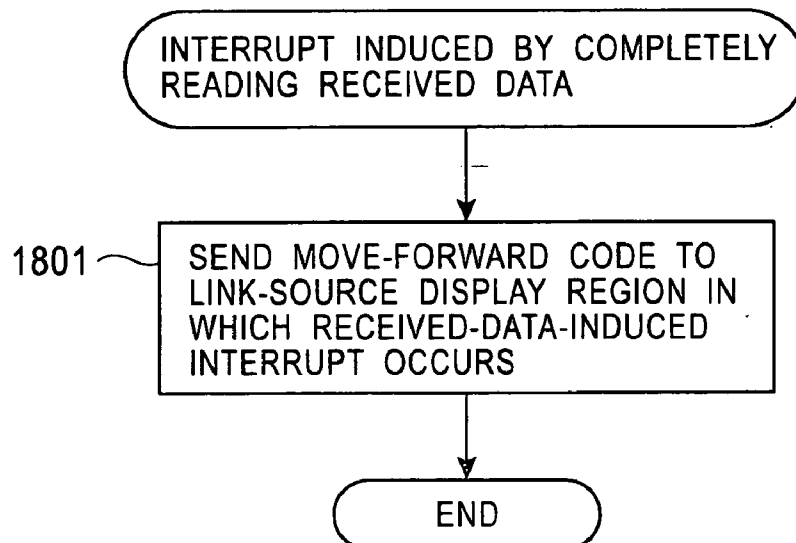 INTERRUPT INDUCED BY COMPLETELY
READING RECEIVED DATA
1801
SEND MOVE-FORWARD CODE TO
LINK-SOURCE DISPLAY REGION IN
WHICH RECEIVED-DATA-INDUCED
INTERRUPT OCCURS
END